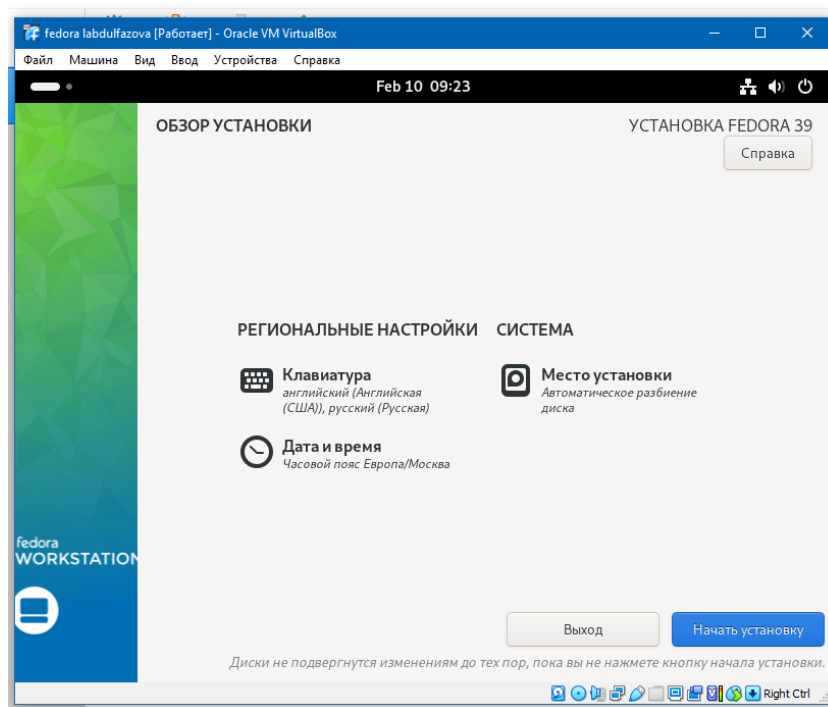 fedora labdulfazova [Работает] - Oracle VM VirtualBox
Файл Машина Вид Ввод Устройства Справка
Feb 10 09:23
ОБЗОР УСТАНОВКИ
УСТАНОВКА FEDORA 39
Справка
РЕГИОНАЛЬНЫЕ НАСТРОЙКИ
СИСТЕМА
Клавиатура
английский (Английская
(США)), русский (Русская)
Место установки
Автоматическое разбиение
диска
Дата и время
Часовой пояс Европа/Москва
fedora
WORKSTATION
Выход
Начать установку
Диски не подвергнутся изменениям до тех пор, пока вы не нажмете кнопку начала установки.
Right Ctrl